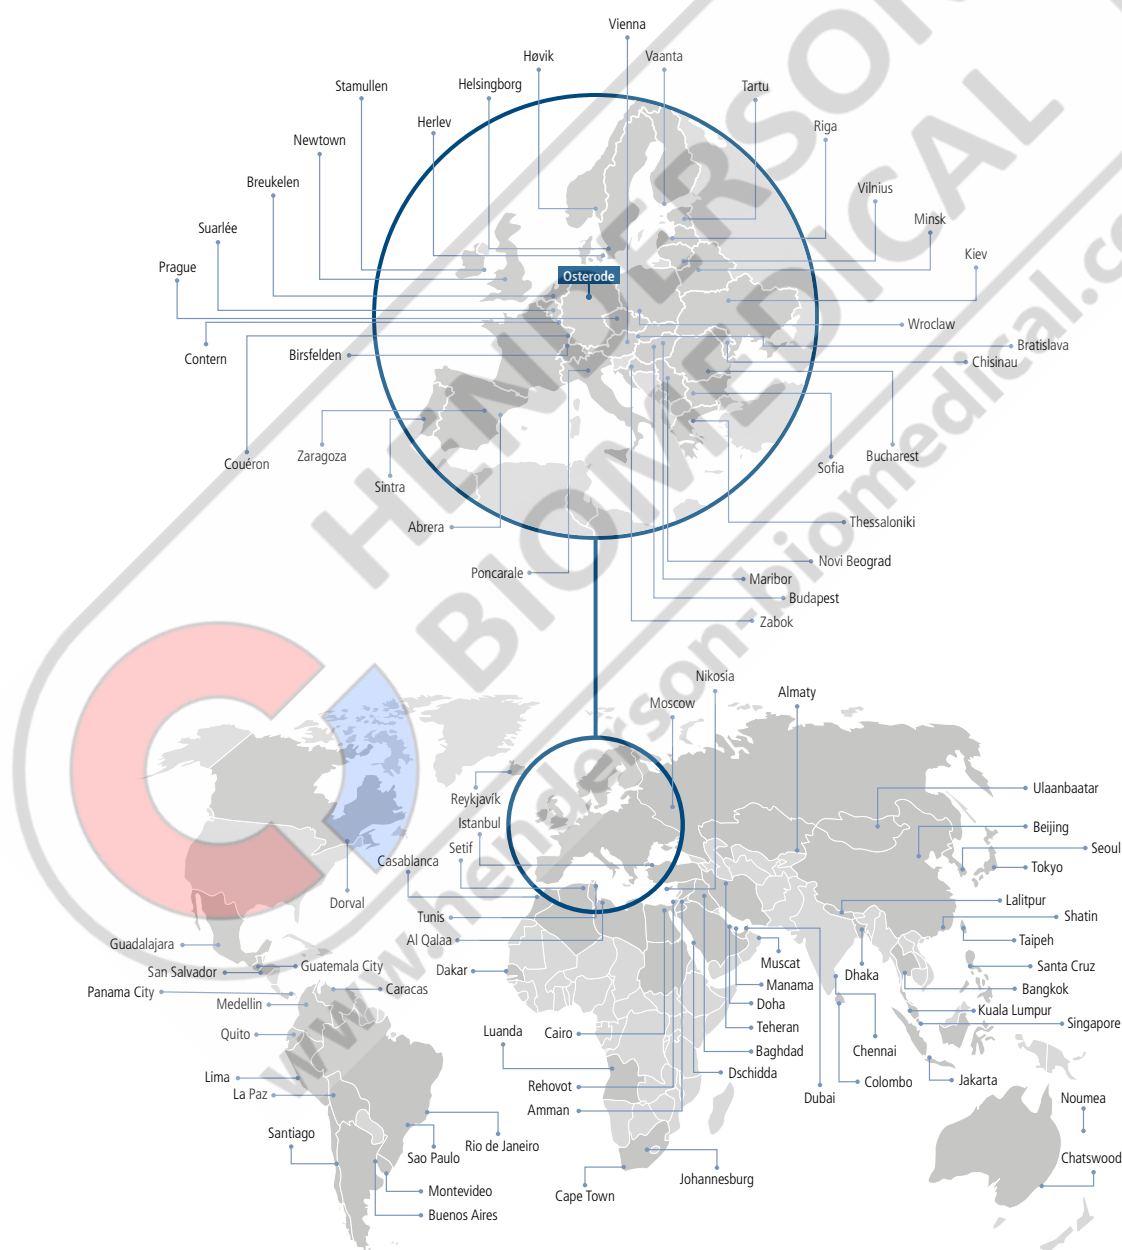 Vienna
Høvik
Vaanta
Stamullen
Helsingborg
Tartu
Herlev
Riga
Newtown
Breukelen
Vilnius
Suarlée
Minsk
Prague
Kiev
Osterode
Wroclaw
Contern
Birsfelden
Bratislava
Chisinau
Couéron
Zaragoza
Sofia
Bucharest
Sintra
Abrera
Thessaloniki
Poncarale
Novi Beograd
Maribor
Budapest
Zabok
HENDERSON
BIOMEDICAL
www.henderson-biomedical.co
Nikosia
Moscow
Almaty
Reykjavík
Istanbul
Setif
Casablanca
Ulaanbaatar
Beijing
Seoul
Tokyo
Dorval
Lalitpur
Tunis
Shatin
Guadalajara
Al Qalaa
Taipeh
San Salvador
Guatemala City
Dakar
Muscat
Dhaka
Santa Cruz
Panama City
Caracas
Manama
Bangkok
Medellin
Doha
Kuala Lumpur
Quito
Luanda
Cairo
Teheran
Singapore
Baghdad
Chennai
Lima
Dschidda
Colombo
Jakarta
La Paz
Rehovot
Dubai
Noumea
Amman
Santiago
Rio de Janeiro
Sao Paulo
Chatswood
Johannesburg
Montevideo
Cape Town
Buenos Aires